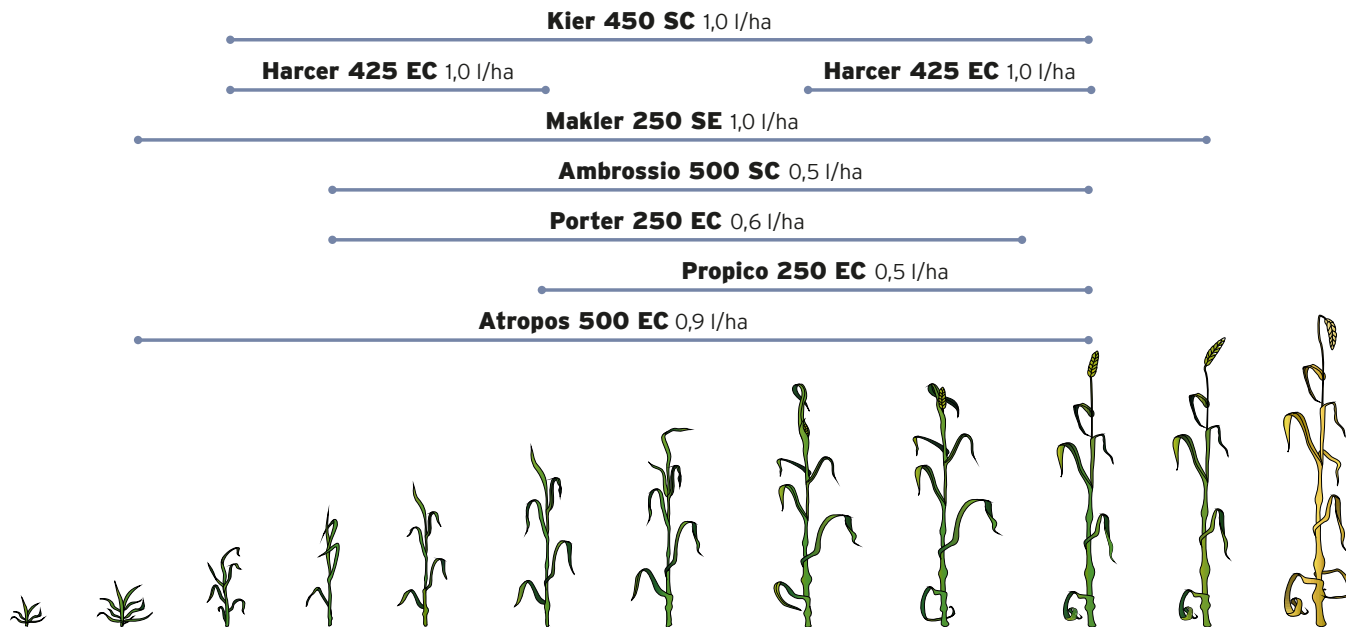 Kier 450 SC 1,0 l/ha
Harcer 425 EC 1,0 l/ha
Harcer 425 EC 1,0 l/ha
Makler 250 SE 1,0 l/ha
Ambrossio 500 SC 0,5 l/ha
Porter 250 EC 0,6 l/ha
Propico 250 EC 0,5 l/ha
Atropos 500 EC 0,9 l/ha